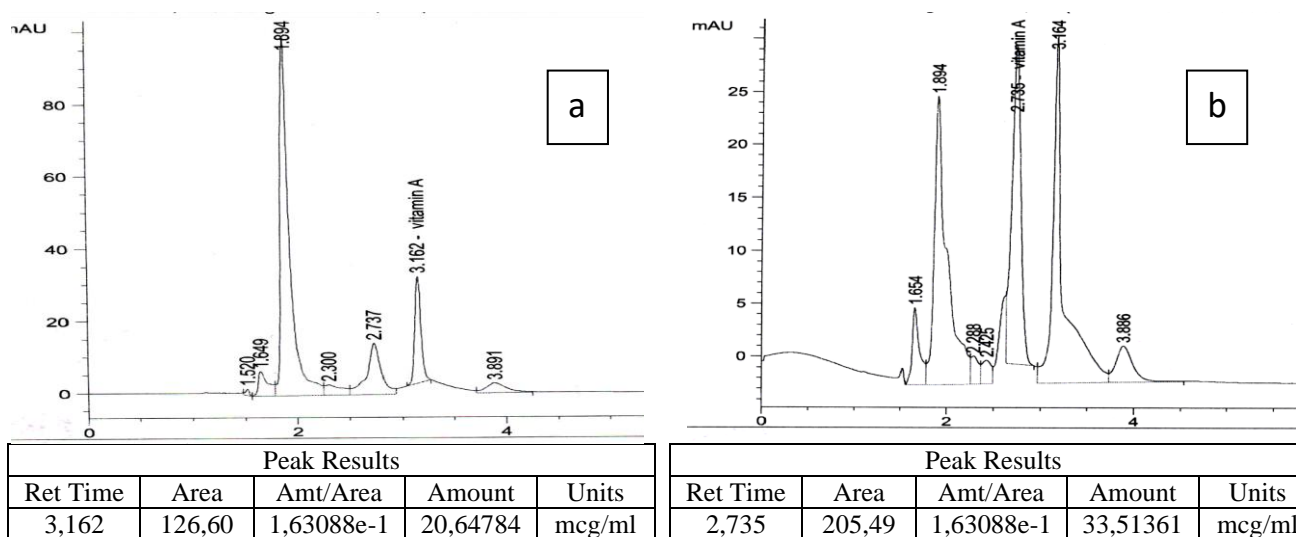 nAU
80
60
40
20
0
1.520
1.649
1.894
2.300
2.737
3.162 - vitamin A
3.891
0 2 4
a
Peak Results
Ret Time Area Amt/Area Amount Units
3,162 126,60 1,63088e-1 20,64784 mcg/ml
mAU
25
20
15
10
5
0
1.654
1.894
2.288
2.425
2.735 - vitamin A
3.164
3.886
0 2 4
b
Peak Results
Ret Time Area Amt/Area Amount Units
2,735 205,49 1,63088e-1 33,51361 mcg/ml